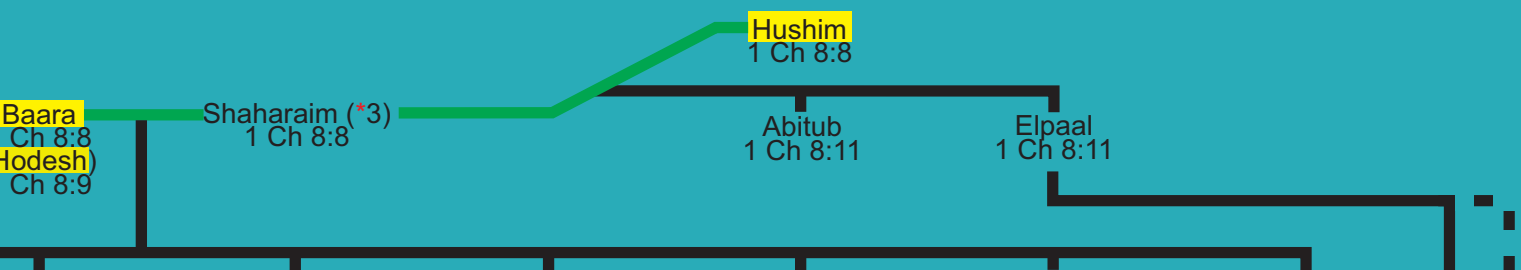 Hushim
1 Ch 8:8
Baara
Ch 8:8
Hodesh)
Ch 8:9
Shaharaim (*3)
1 Ch 8:8
Abitub
1 Ch 8:11
Elpaal
1 Ch 8:11